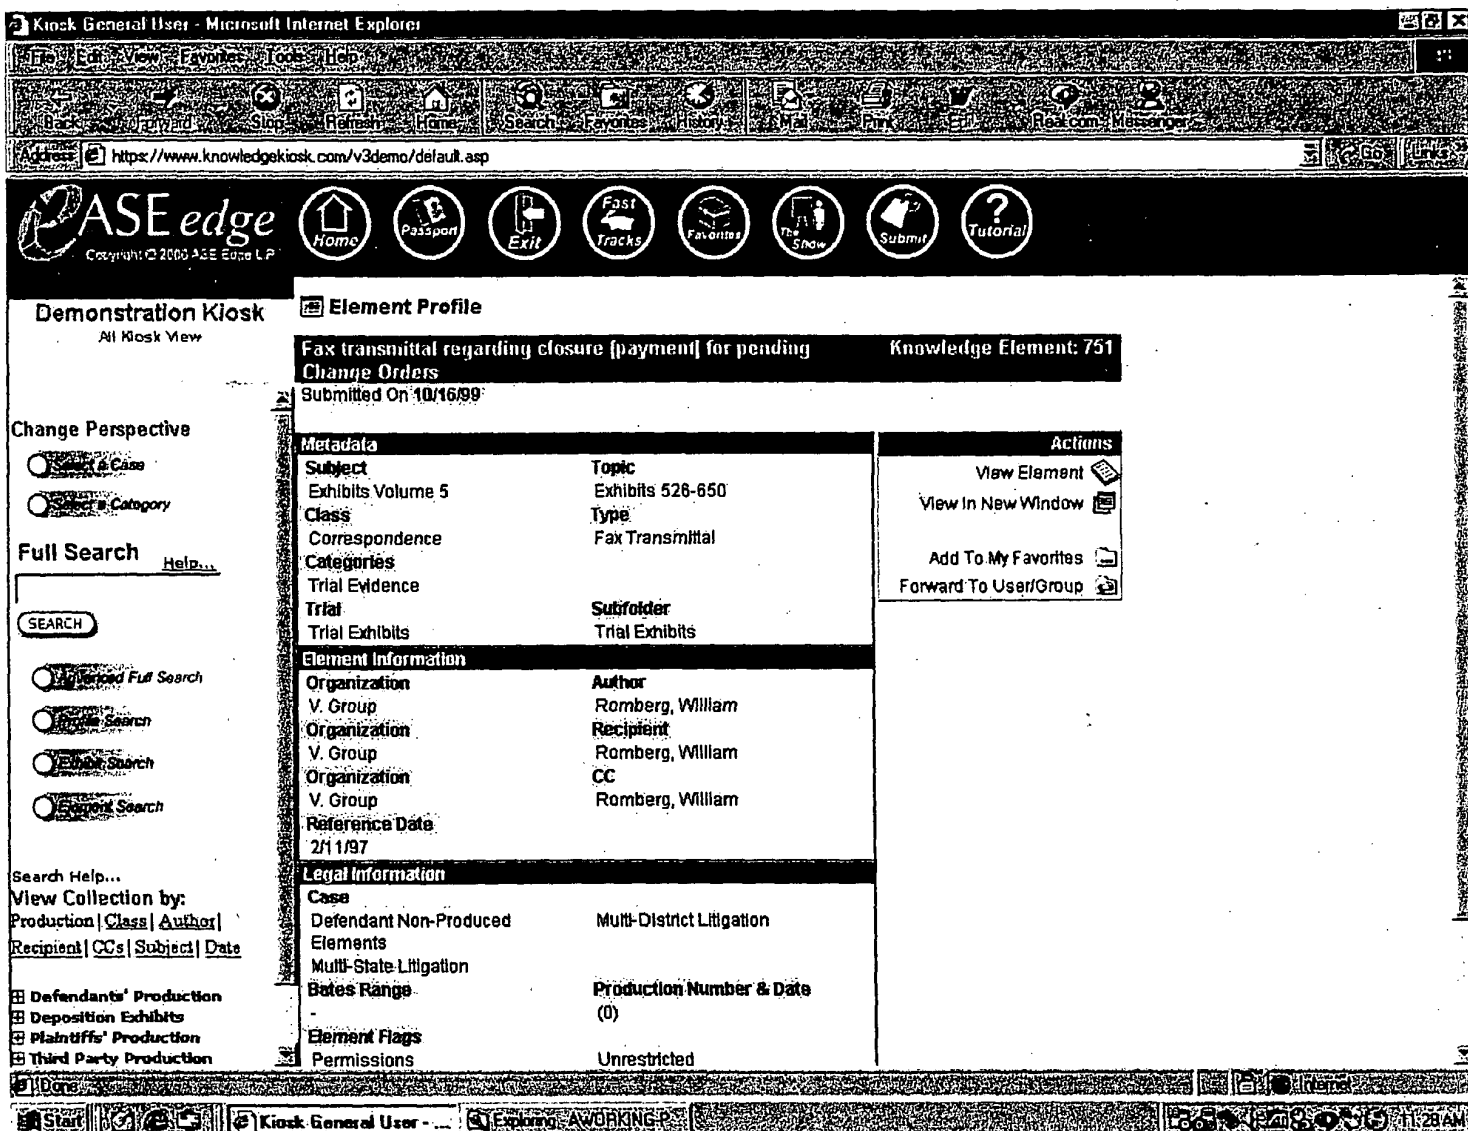 Kiosk General User - Microsoft Internet Explorer
File Edit View Favorites Tools Help
Back Forward Stop Refresh Home Search Favorites History Mail Print Edit Real.com Messenger
Address https://www.knowledgekiosk.com/v3demo/default.asp Go Links
CASE edge
Copyright © 2000 CASE Edge L.P.
Home Passport Exit Fast Tracks Favorites The Show Submit Tutorial
Demonstration Kiosk
All Kiosk View
Change Perspective
Select a Case
Select a Category
Full Search Help...
SEARCH
Advanced Full Search
Profile Search
Exhibit Search
Element Search
Search Help...
View Collection by:
Production | Class | Author |
Recipient | CCs | Subject | Date
Defendants' Production
Deposition Exhibits
Plaintiffs' Production
Third Party Production
Element Profile
Fax transmittal regarding closure [payment] for pending Knowledge Element: 751
Change Orders
Submitted On 10/16/99
Metadata
Subject Topic
Exhibits Volume 5 Exhibits 526-650
Class Type
Correspondence Fax Transmittal
Categories
Trial Evidence
Trial Subfolder
Trial Exhibits Trial Exhibits
Element Information
Organization Author
V. Group Romberg, William
Organization Recipient
V. Group Romberg, William
Organization CC
V. Group Romberg, William
Reference Date
2/11/97
Legal Information
Case
Defendant Non-Produced Multi-District Litigation
Elements
Multi-State Litigation
Bates Range Production Number & Date
- (0)
Element Flags
Permissions Unrestricted
Actions
View Element
View In New Window
Add To My Favorites
Forward To User/Group
Done Internet
Start Kiosk General User - ... Exploring AWORKING P... 11:28 AM